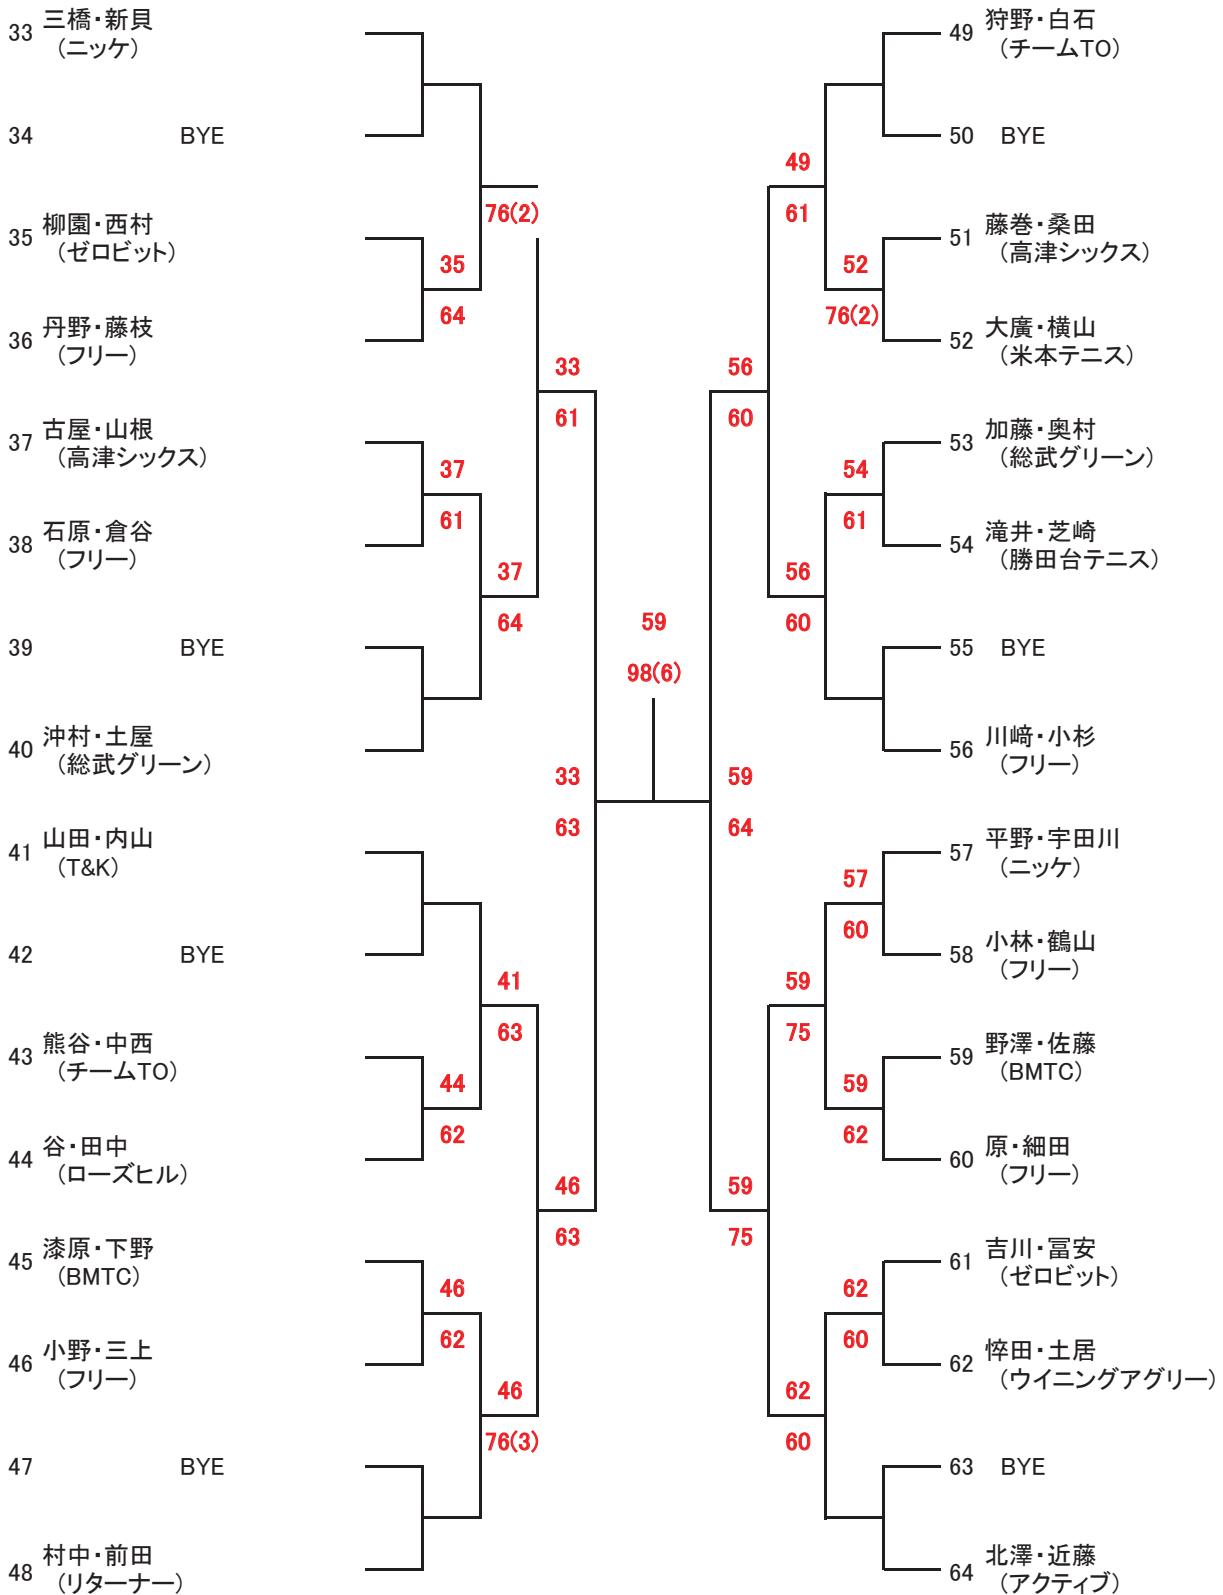 33 三橋・新貝
(ニッケ)
34 BYE
76(2)
35 柳園・西村
(ゼロビット)
35
64
36 丹野・藤枝
(フリー)
33
61
37 古屋・山根
(高津シックス)
37
61
38 石原・倉谷
(フリー)
37
64
39 BYE
40 沖村・土屋
(総武グリーン)
33
63
41 山田・内山
(T&K)
42 BYE
41
63
43 熊谷・中西
(チームTO)
44
62
44 谷・田中
(ローズヒル)
46
63
45 漆原・下野
(BMTC)
46
62
46 小野・三上
(フリー)
46
76(3)
47 BYE
48 村中・前田
(リターナー)
59
98(6)
49 狩野・白石
(チームTO)
50 BYE
49
61
51 藤巻・桑田
(高津シックス)
52
76(2)
52 大廣・横山
(米本テニス)
56
60
53 加藤・奥村
(総武グリーン)
54
61
54 滝井・芝崎
(勝田台テニス)
56
60
55 BYE
56 川﨑・小杉
(フリー)
59
64
57 平野・宇田川
(ニッケ)
57
60
58 小林・鶴山
(フリー)
59
75
59 野澤・佐藤
(BMTC)
59
62
60 原・細田
(フリー)
59
75
61 吉川・冨安
(ゼロビット)
62
60
62 悴田・土居
(ウイニングアグリー)
62
60
63 BYE
64 北澤・近藤
(アクティブ)